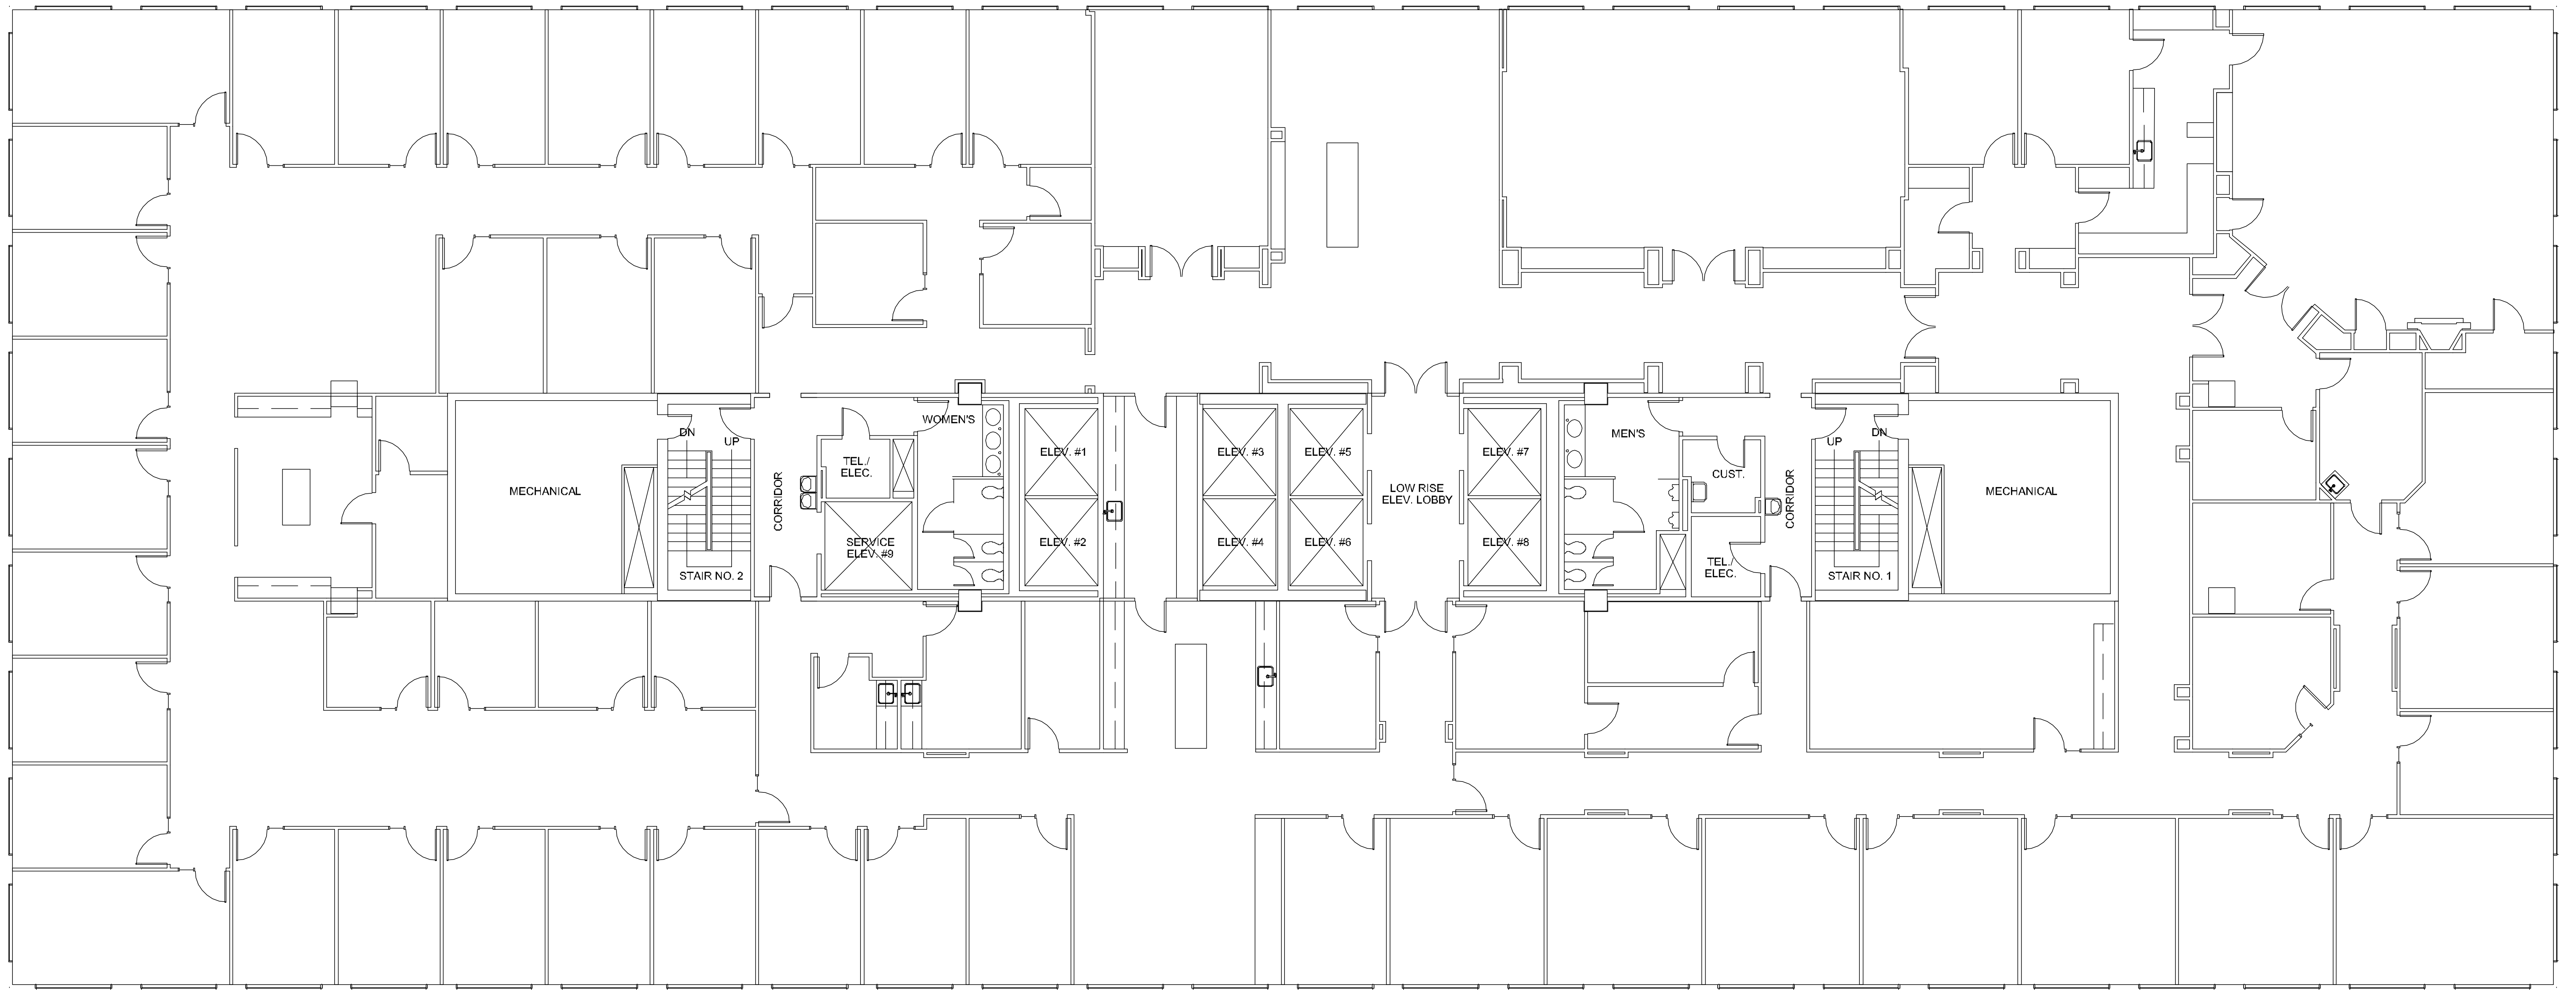 MECHANICAL
DN
UP
STAIR NO. 2
CORRIDOR
TEL./
ELEC.
SERVICE
ELEV. #9
WOMEN'S
ELEV. #1
ELEV. #2
ELEV. #3
ELEV. #4
ELEV. #5
ELEV. #6
LOW RISE
ELEV. LOBBY
ELEV. #7
ELEV. #8
MEN'S
CUST.
TEL./
ELEC.
CORRIDOR
UP
DN
STAIR NO. 1
MECHANICAL